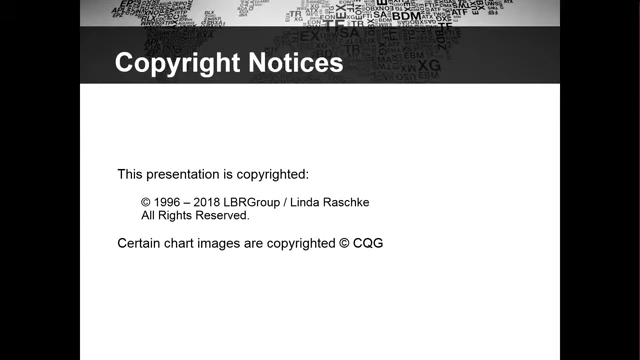 Copyright Notices
This presentation is copyrighted:
© 1996 – 2018 LBRGroup / Linda Raschke
All Rights Reserved.
Certain chart images are copyrighted © CQG